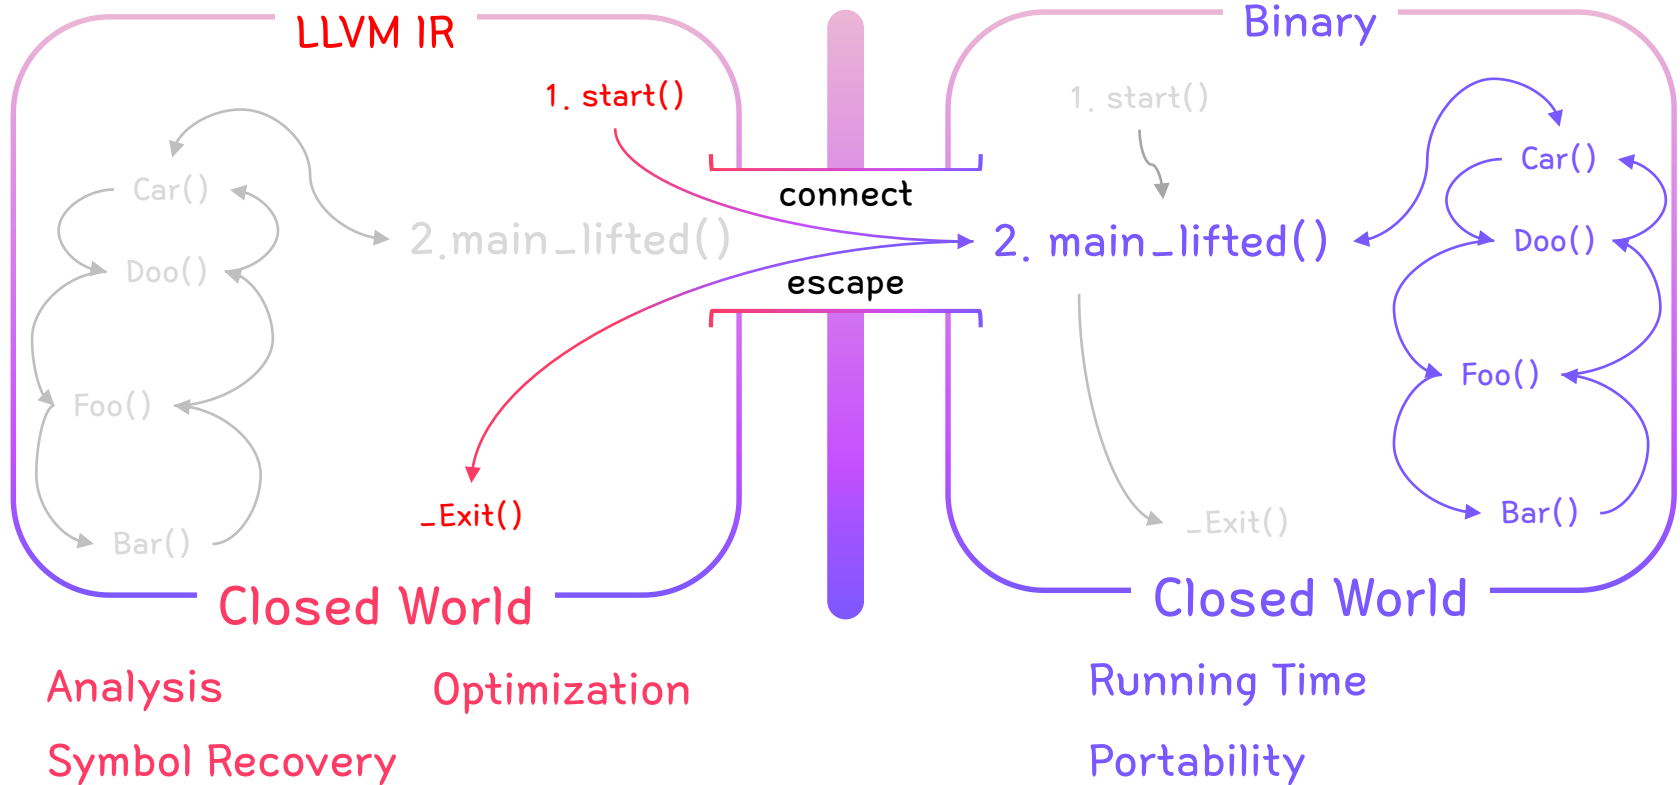 LLVM IR
1. start()
Car()
2.main_lifted()
Doo()
Foo()
_Exit()
Bar()
Closed World
Analysis
Optimization
Symbol Recovery
connect
escape
Binary
1. start()
Car()
2. main_lifted()
Doo()
Foo()
Bar()
_Exit()
Closed World
Running Time
Portability